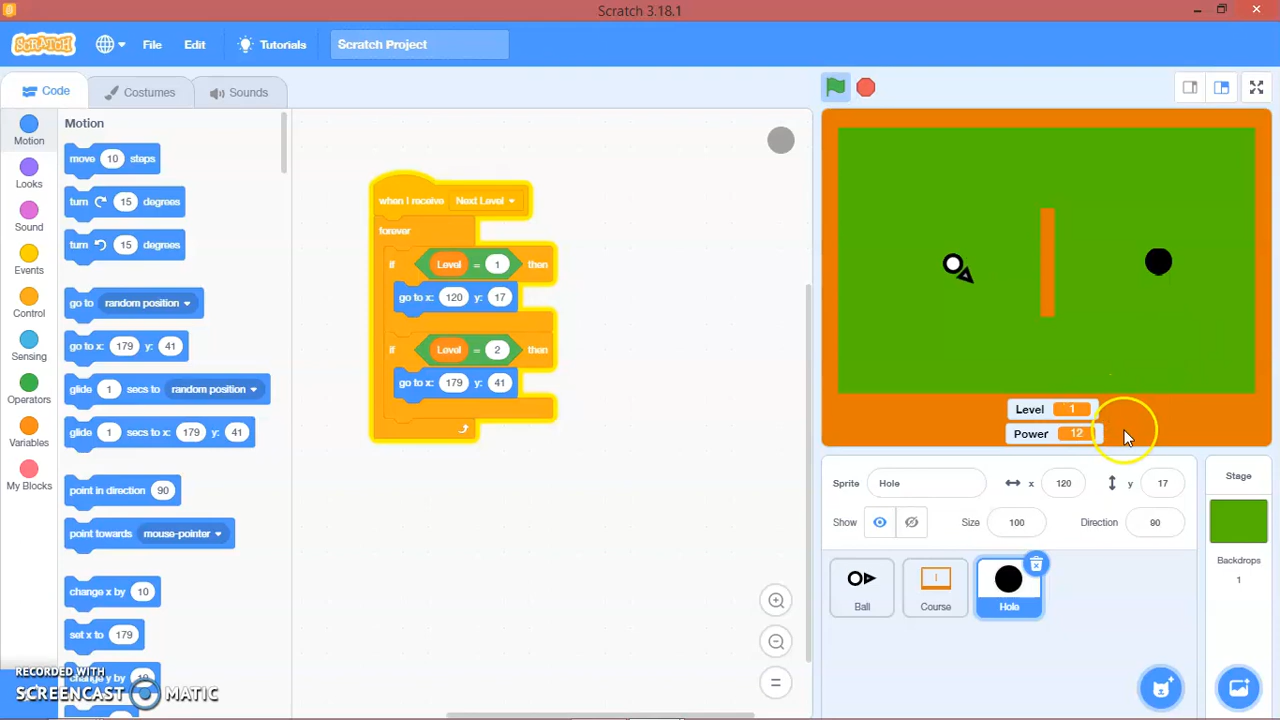 Scratch 3.18.1
SCRATCH File Edit Tutorials Scratch Project
Code Costumes Sounds
Motion
Looks
Sound
Events
Control
Sensing
Operators
Variables
My Blocks
Motion
move 10 steps
turn 15 degrees
turn 15 degrees
go to random position
go to x: 179 y: 41
glide 1 secs to random position
glide 1 secs to x: 179 y: 41
point in direction 90
point towards mouse-pointer
change x by 10
set x to 179
change y by 10
when I receive Next Level
forever
if Level = 1 then
go to x: 120 y: 17
if Level = 2 then
go to x: 179 y: 41
Level 1
Power 12
Sprite Hole x 120 y 17
Show Size 100 Direction 90
Ball
Course
Hole
Stage
Backdrops
1
RECORDED WITH
SCREENCAST MATIC